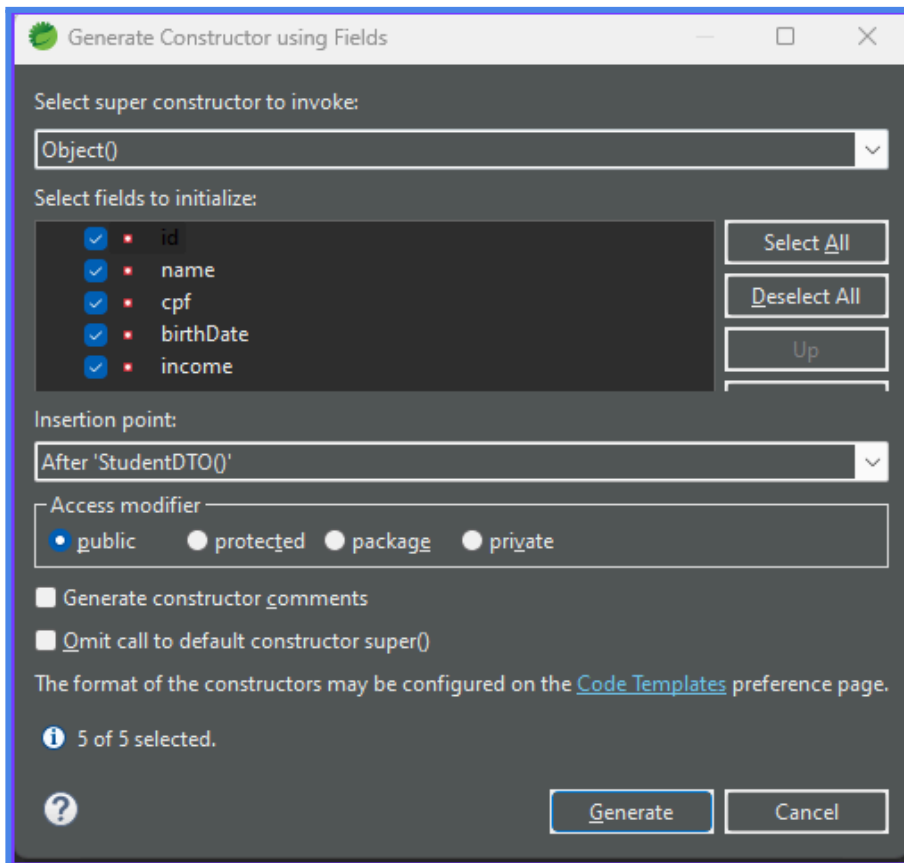 Generate Constructor using Fields
Select super constructor to invoke:
Object()
Select fields to initialize:
id
name
cpf
birthDate
income
Select All
Deselect All
Up
Insertion point:
After 'StudentDTO()'
Access modifier
public protected package private
Generate constructor comments
Omit call to default constructor super()
The format of the constructors may be configured on the Code Templates preference page.
5 of 5 selected.
Generate Cancel